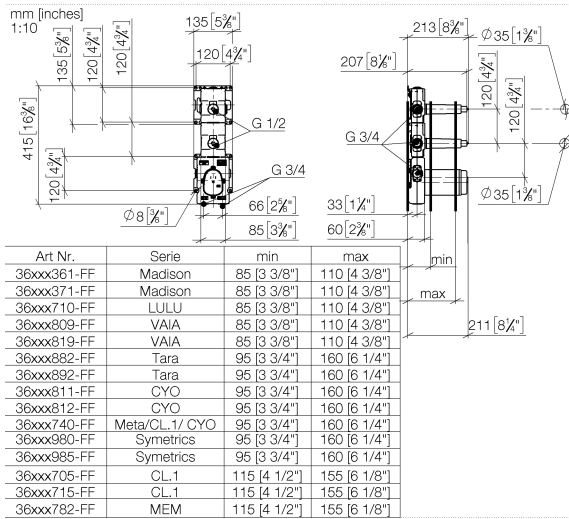 mm [inches]
1:10
135 [5⅜"]
120 [4¾"]
120 [4¾"]
135 [5⅜"]
120 [4¾"]
415 [16⅜"]
120 [4¾"]
G 1/2
G 3/4
66 [2⅝"]
85 [3⅜"]
Ø 8 [⅜"]
213 [8⅜"]
207 [8⅛"]
Ø 35 [1⅜"]
120 [4¾"]
120 [4¾"]
G 3/4
Ø 35 [1⅜"]
33 [1¼"]
60 [2⅜"]
min
max
211 [8¼"]
Art Nr. Serie min max
36xxx361-FF Madison 85 [3 3/8"] 110 [4 3/8"]
36xxx371-FF Madison 85 [3 3/8"] 110 [4 3/8"]
36xxx710-FF LULU 85 [3 3/8"] 110 [4 3/8"]
36xxx809-FF VAIA 85 [3 3/8"] 110 [4 3/8"]
36xxx819-FF VAIA 85 [3 3/8"] 110 [4 3/8"]
36xxx882-FF Tara 95 [3 3/4"] 160 [6 1/4"]
36xxx892-FF Tara 95 [3 3/4"] 160 [6 1/4"]
36xxx811-FF CYO 95 [3 3/4"] 160 [6 1/4"]
36xxx812-FF CYO 95 [3 3/4"] 160 [6 1/4"]
36xxx740-FF Meta/CL.1/ CYO 95 [3 3/4"] 160 [6 1/4"]
36xxx980-FF Symetrics 95 [3 3/4"] 160 [6 1/4"]
36xxx985-FF Symetrics 95 [3 3/4"] 160 [6 1/4"]
36xxx705-FF CL.1 115 [4 1/2"] 155 [6 1/8"]
36xxx715-FF CL.1 115 [4 1/2"] 155 [6 1/8"]
36xxx782-FF MEM 115 [4 1/2"] 155 [6 1/8"]